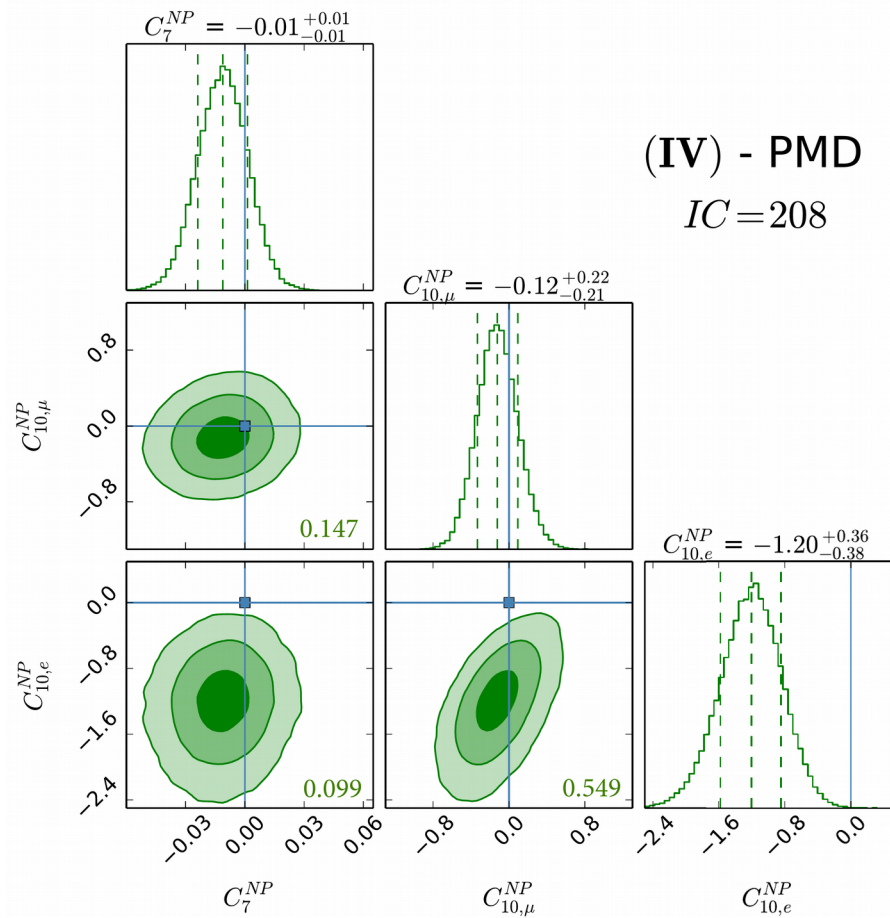 C_7^{NP} = −0.01^{+0.01}_{−0.01}
(IV) - PMD
IC=208
C_{10,μ}^{NP} = −0.12^{+0.22}_{−0.21}
0.8
0.0
−0.8
C_{10,μ}^{NP}
0.147
C_{10,e}^{NP} = −1.20^{+0.36}_{−0.38}
0.0
−0.8
−1.6
−2.4
C_{10,e}^{NP}
0.099
0.549
−0.03 0.00 0.03 0.06
−0.8 0.0 0.8
−2.4 −1.6 −0.8 0.0
C_7^{NP}
C_{10,μ}^{NP}
C_{10,e}^{NP}